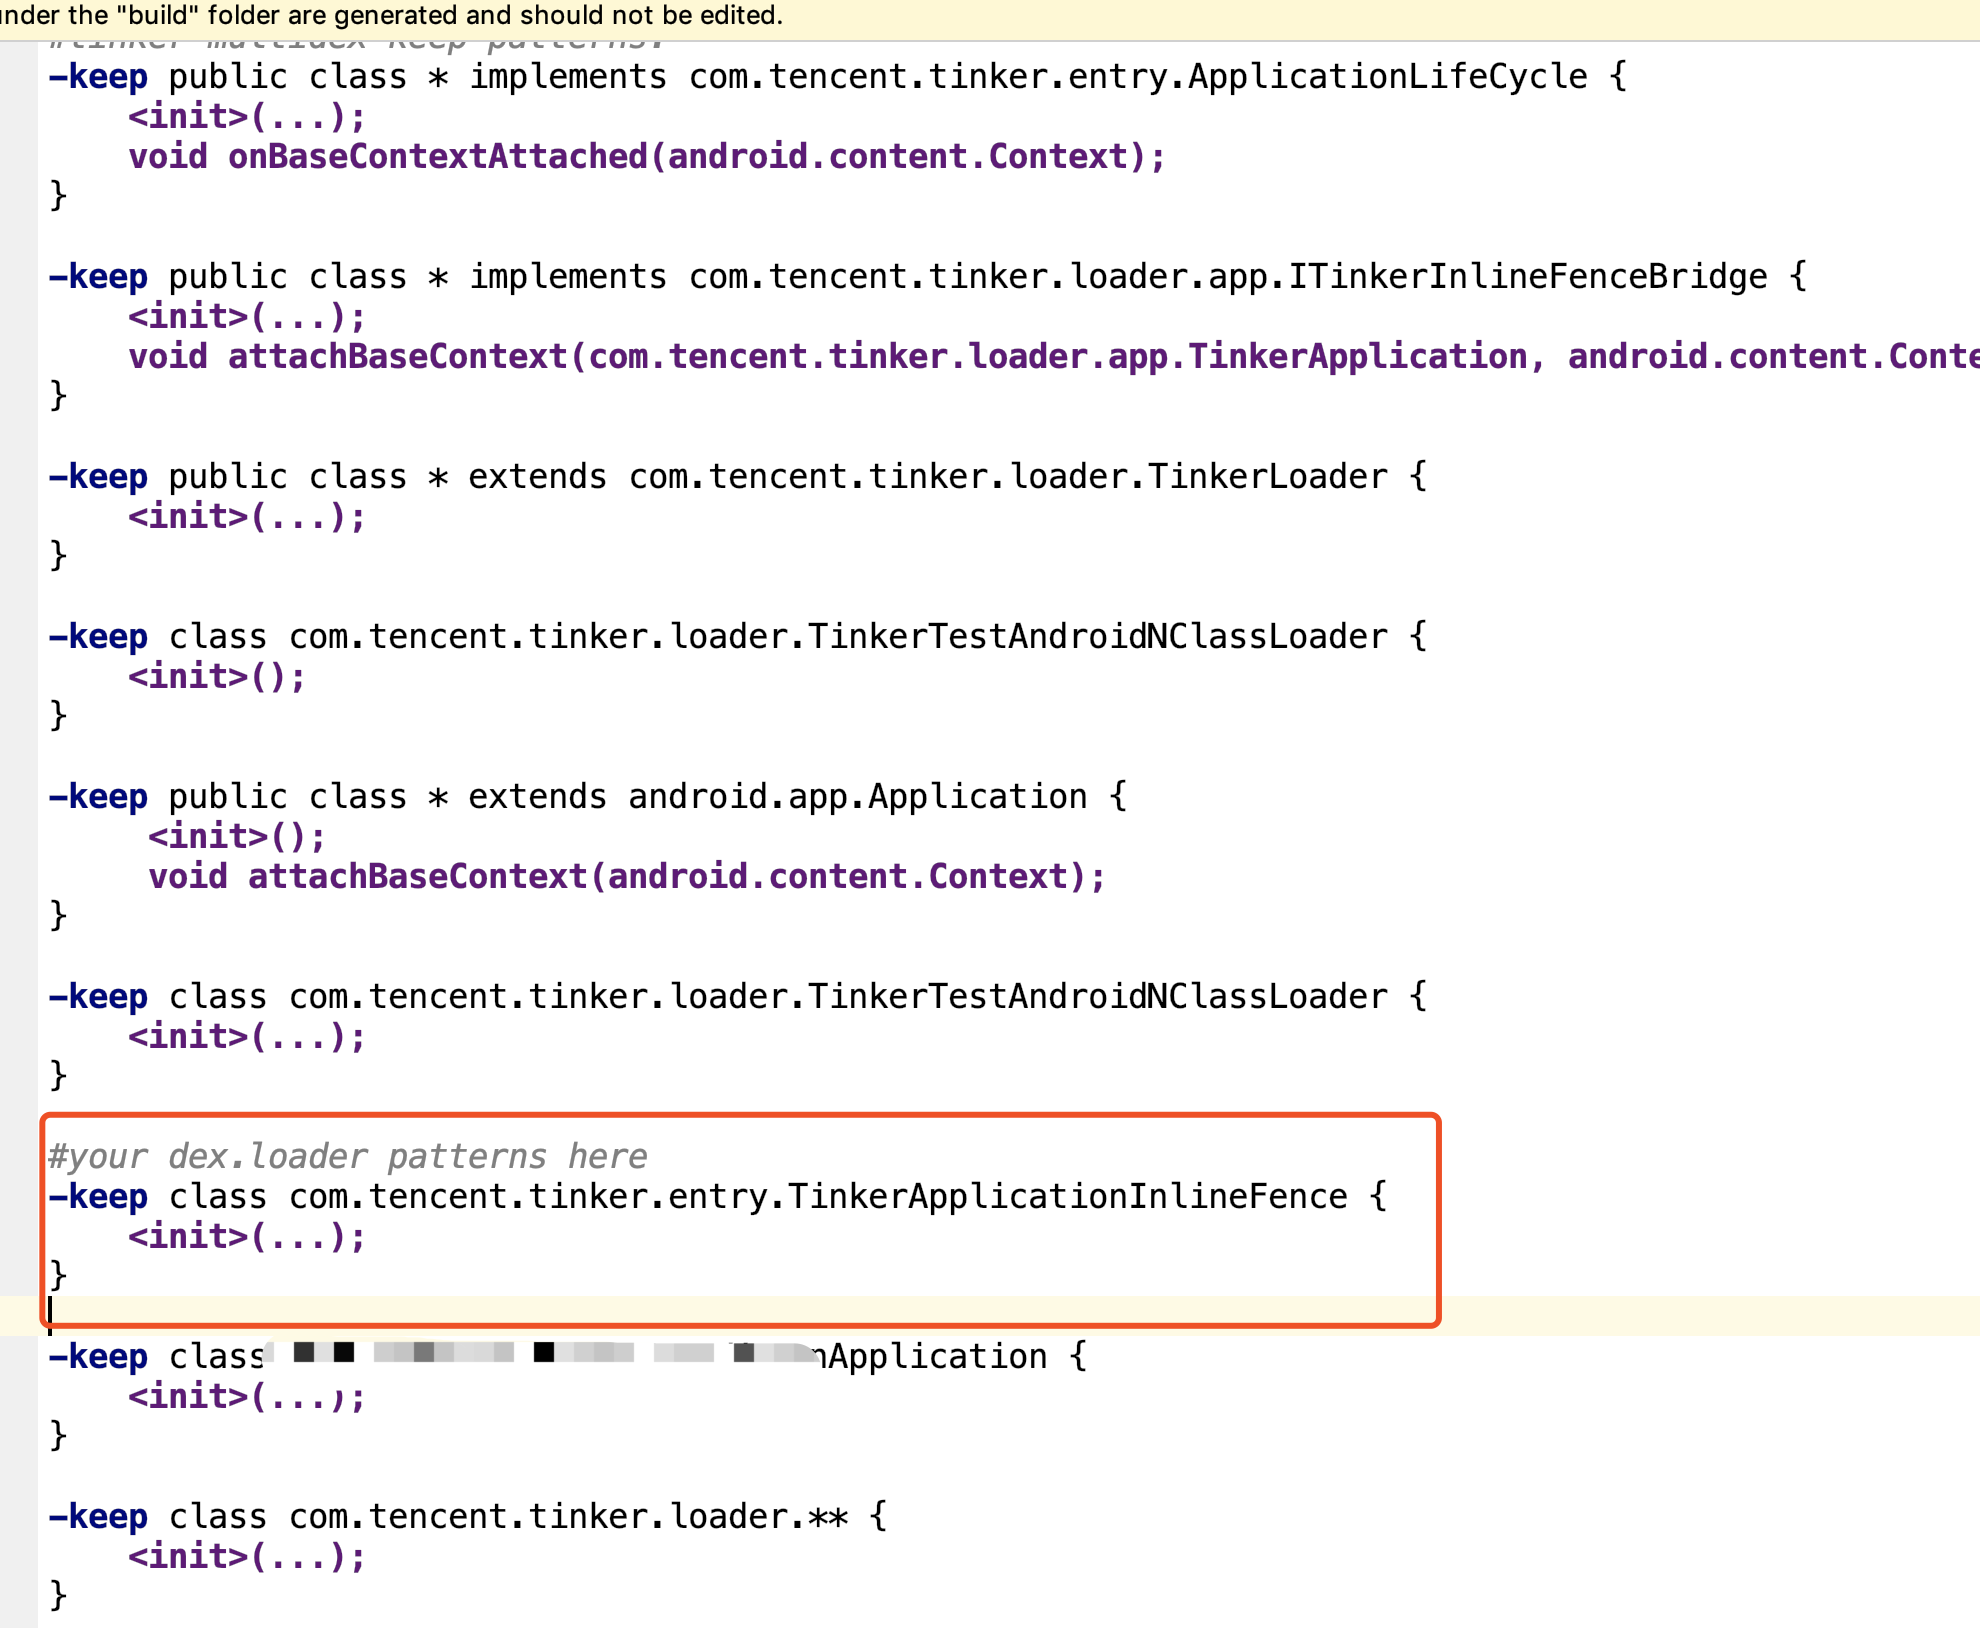 under the "build" folder are generated and should not be edited.
#tinker multidex keep patterns:
-keep public class * implements com.tencent.tinker.entry.ApplicationLifeCycle {
    <init>(...);
    void onBaseContextAttached(android.content.Context);
}
-keep public class * implements com.tencent.tinker.loader.app.ITinkerInlineFenceBridge {
    <init>(...);
    void attachBaseContext(com.tencent.tinker.loader.app.TinkerApplication, android.content.Conte
}
-keep public class * extends com.tencent.tinker.loader.TinkerLoader {
    <init>(...);
}
-keep class com.tencent.tinker.loader.TinkerTestAndroidNClassLoader {
    <init>();
}
-keep public class * extends android.app.Application {
     <init>();
     void attachBaseContext(android.content.Context);
}
-keep class com.tencent.tinker.loader.TinkerTestAndroidNClassLoader {
    <init>(...);
}
#your dex.loader patterns here
-keep class com.tencent.tinker.entry.TinkerApplicationInlineFence {
    <init>(...);
}
-keep class nApplication {
    <init>(...);
}
-keep class com.tencent.tinker.loader.** {
    <init>(...);
}